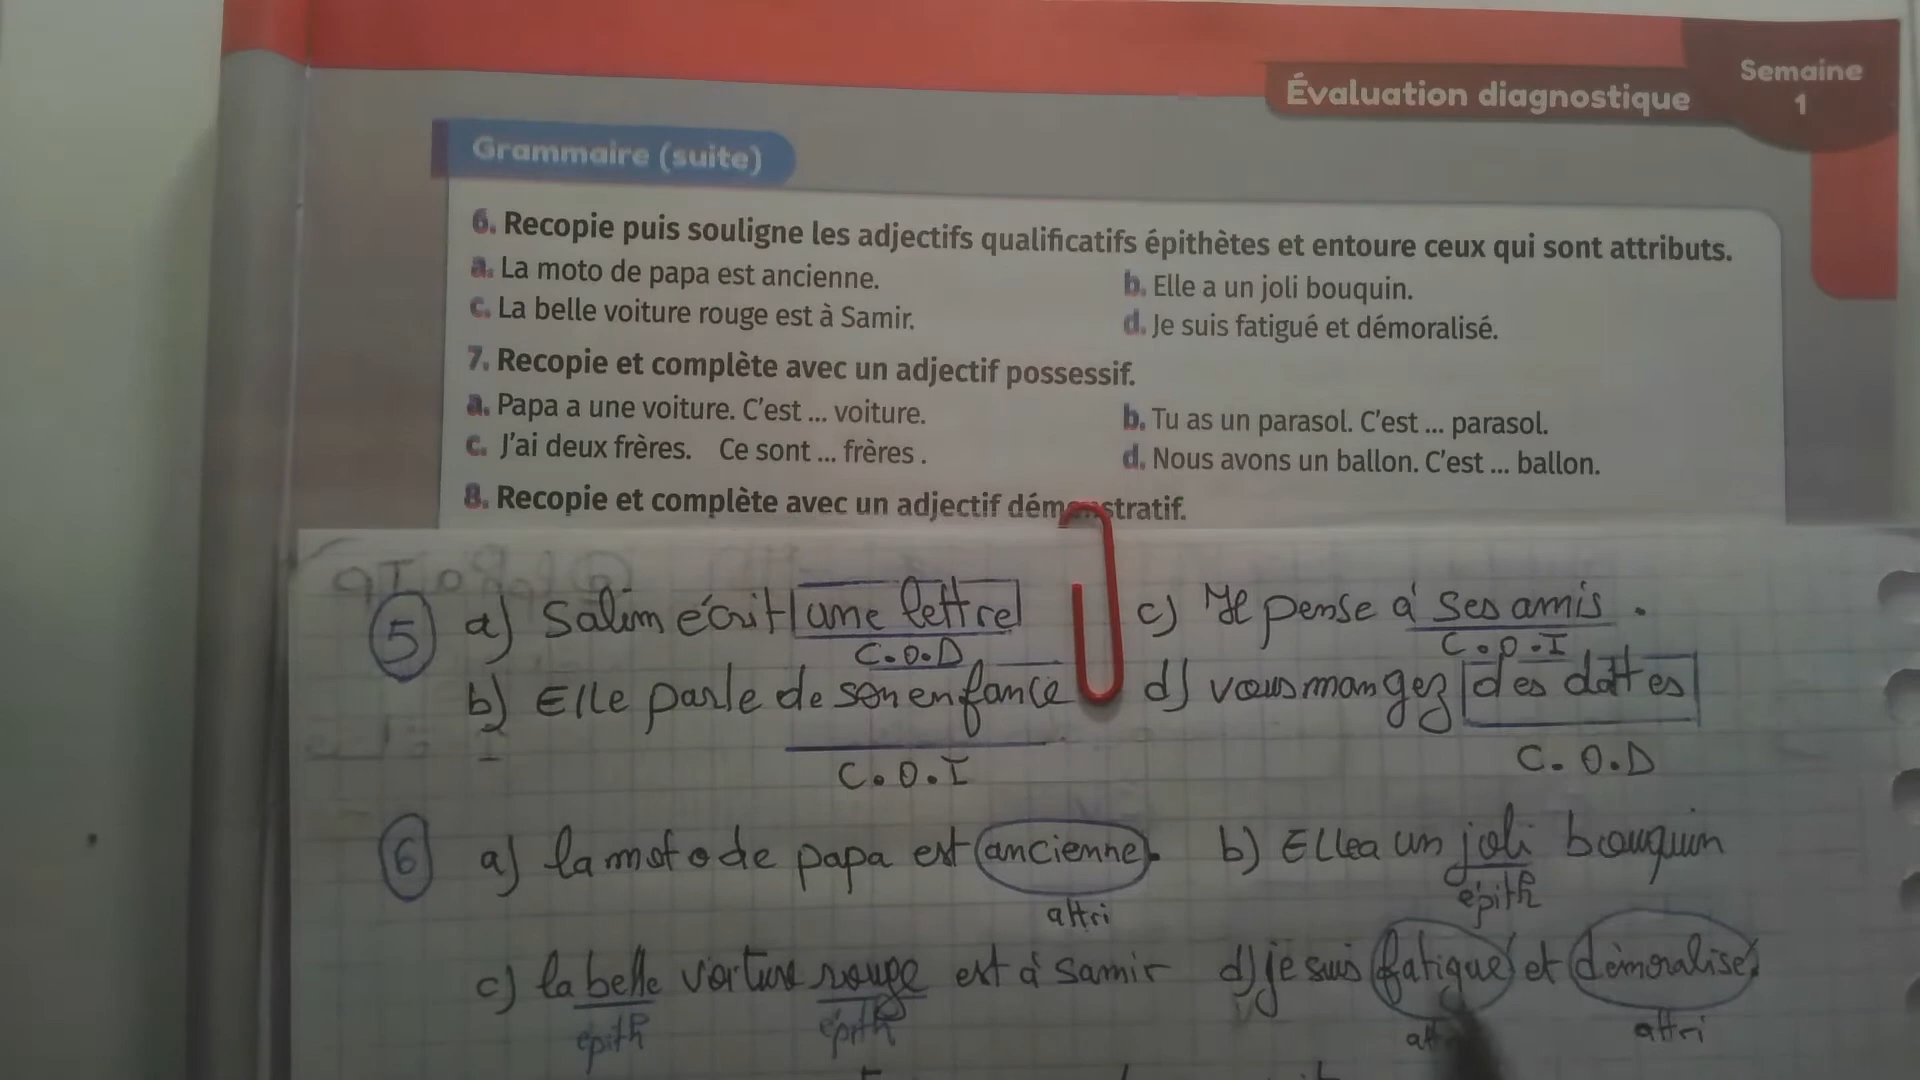 Semaine
1
Évaluation diagnostique
Grammaire (suite)
6. Recopie puis souligne les adjectifs qualificatifs épithètes et entoure ceux qui sont attributs.
a. La moto de papa est ancienne. b. Elle a un joli bouquin.
c. La belle voiture rouge est à Samir. d. Je suis fatigué et démoralisé.
7. Recopie et complète avec un adjectif possessif.
a. Papa a une voiture. C'est ... voiture. b. Tu as un parasol. C'est ... parasol.
c. J'ai deux frères. Ce sont ... frères . d. Nous avons un ballon. C'est ... ballon.
8. Recopie et complète avec un adjectif démonstratif.
5 a) Salim écrit une lettre c) Il pense à ses amis .
C.O.D C.O.I
b) Elle parle de son enfance d) vous mangez des dattes
C.O.I C.O.D
6 a) la moto de papa est ancienne. b) Elle a un joli bouquin
attri épith
c) la belle voiture rouge est à samir d) je suis fatigué et démoralisé.
épith épith attri